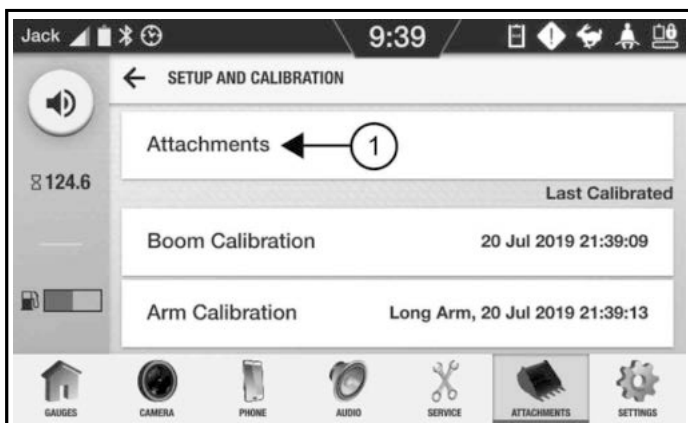 Jack 9:39
SETUP AND CALIBRATION
Attachments 1
124.6
Last Calibrated
Boom Calibration 20 Jul 2019 21:39:09
Arm Calibration Long Arm, 20 Jul 2019 21:39:13
GAUGES CAMERA PHONE AUDIO SERVICE ATTACHMENTS SETTINGS